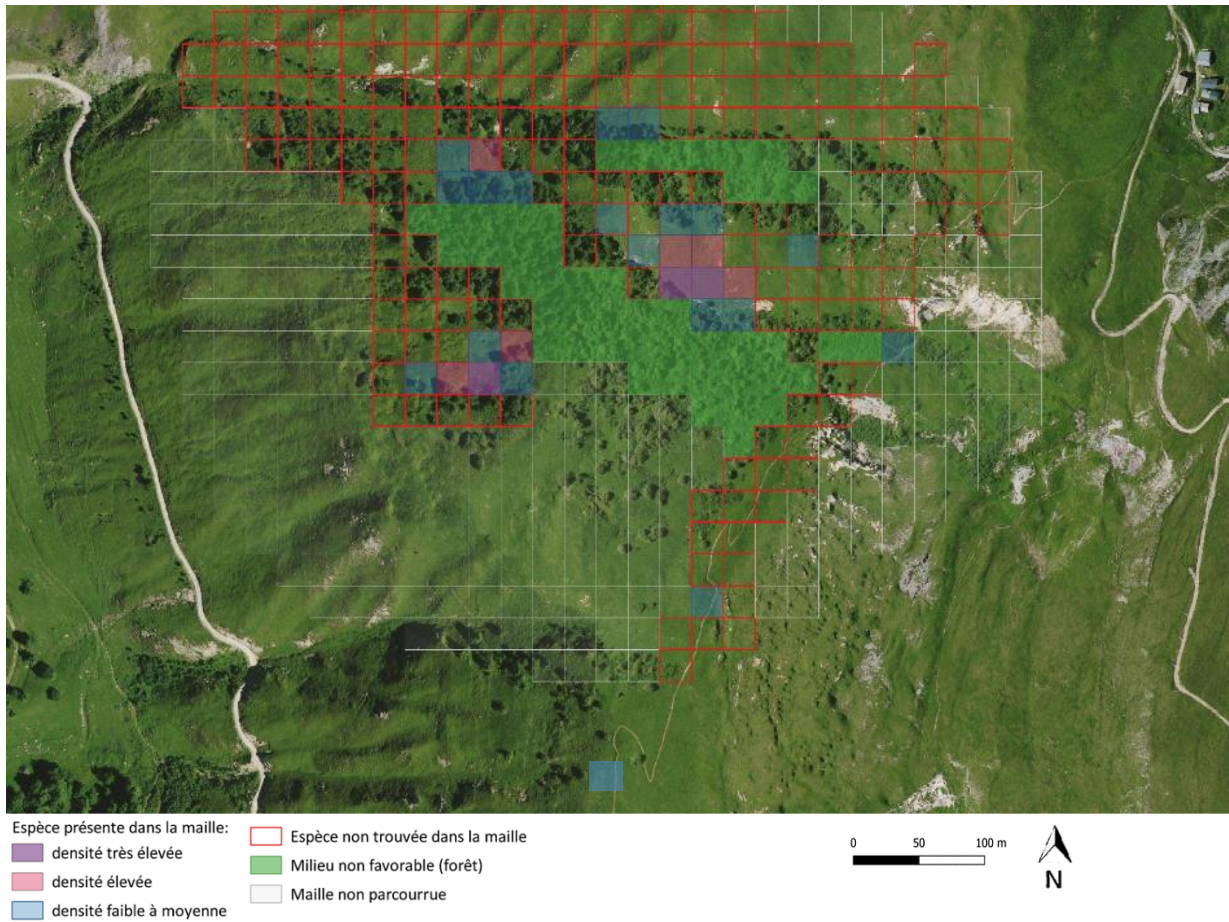 Espèce présente dans la maille:
densité très élevée
densité élevée
densité faible à moyenne
Espèce non trouvée dans la maille
Milieu non favorable (forêt)
Maille non parcourrue
0 50 100 m
N